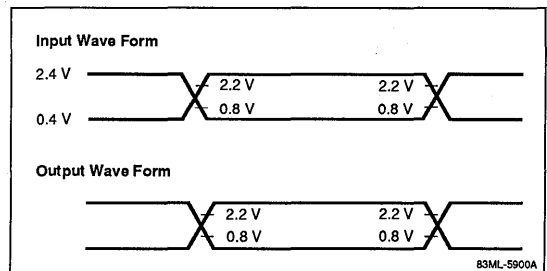 Input Wave Form
2.4 V
2.2 V 2.2 V
0.8 V 0.8 V
0.4 V
Output Wave Form
2.2 V 2.2 V
0.8 V 0.8 V
83ML-5900A